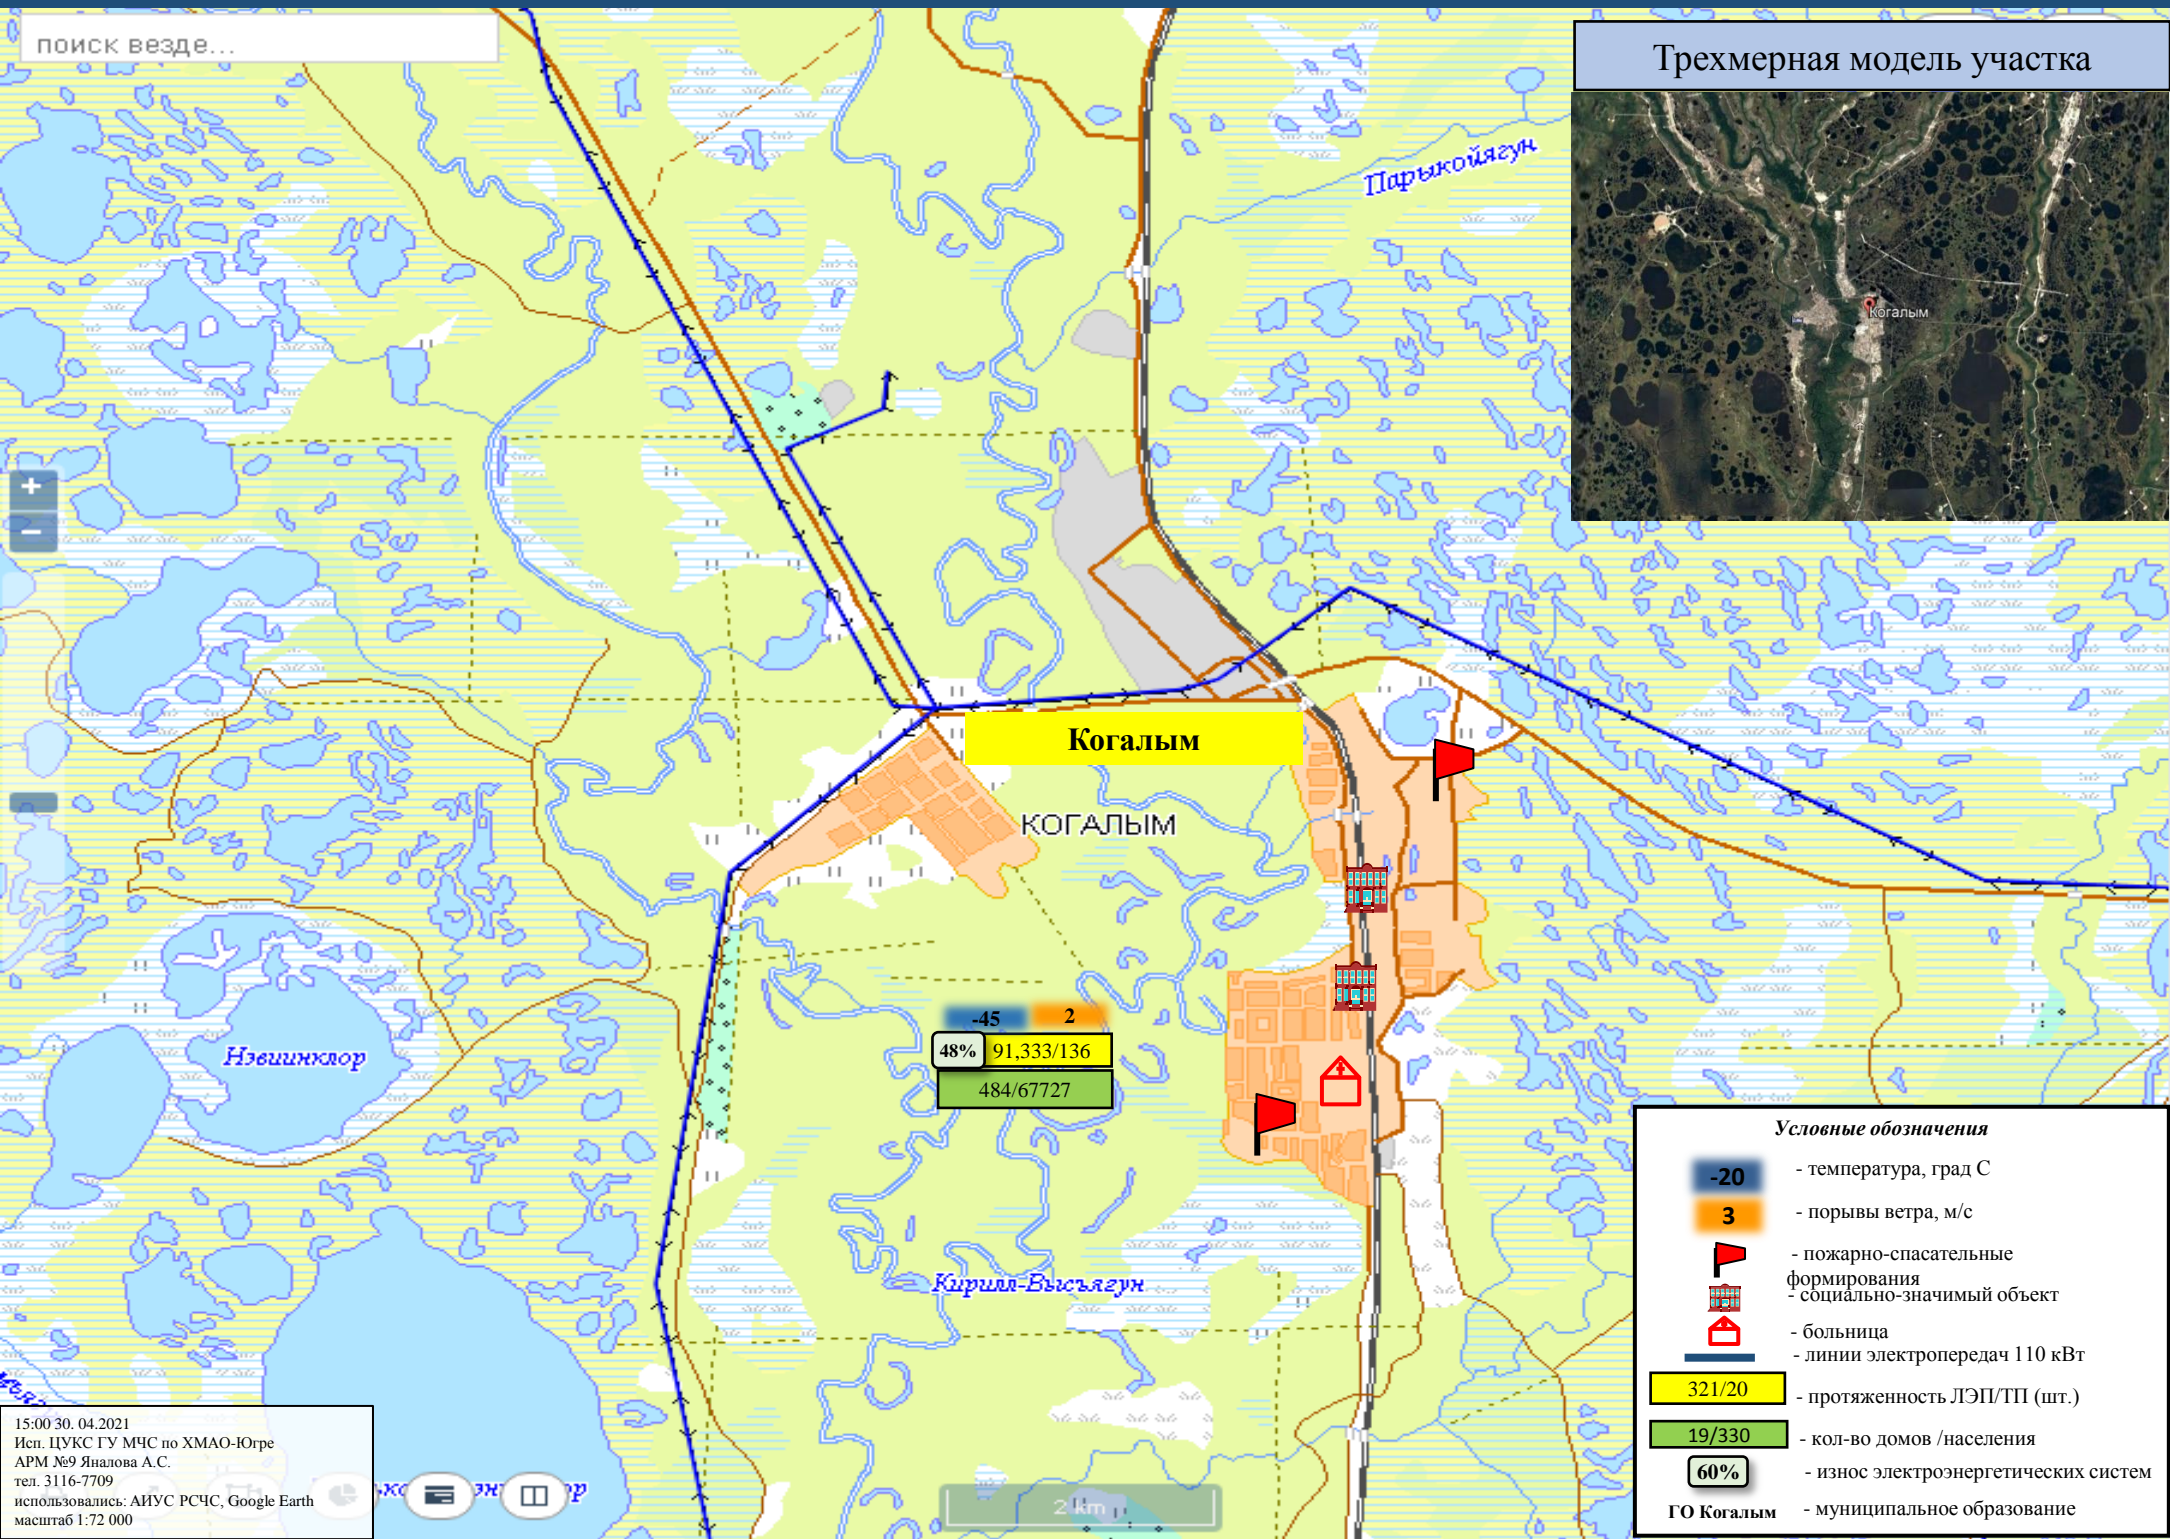 поиск везде...
Трехмерная модель участка
Когалым
Парыкойягун
Когалым
КОГАЛЫМ
-45
2
48%
91,333/136
484/67727
Нэвиинклор
Кирилл-Высъягун
Условные обозначения
-20 - температура, град С
3 - порывы ветра, м/с
- пожарно-спасательные
формирования
- социально-значимый объект
- больница
- линии электропередач 110 кВт
321/20 - протяженность ЛЭП/ТП (шт.)
19/330 - кол-во домов /населения
60% - износ электроэнергетических систем
ГО Когалым - муниципальное образование
15:00 30. 04.2021
Исп. ЦУКС ГУ МЧС по ХМАО-Югре
АРМ №9 Яналова А.С.
тел. 3116-7709
использовались: АИУС РСЧС, Google Earth
масштаб 1:72 000
2 km